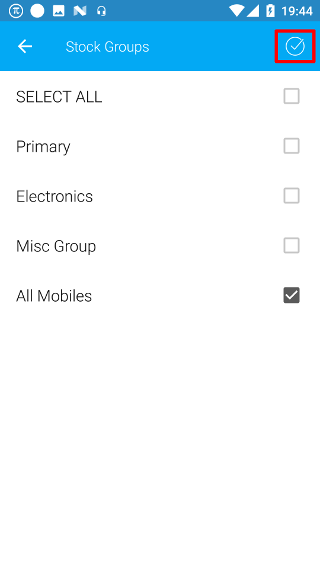 19:44
Stock Groups
SELECT ALL
Primary
Electronics
Misc Group
All Mobiles